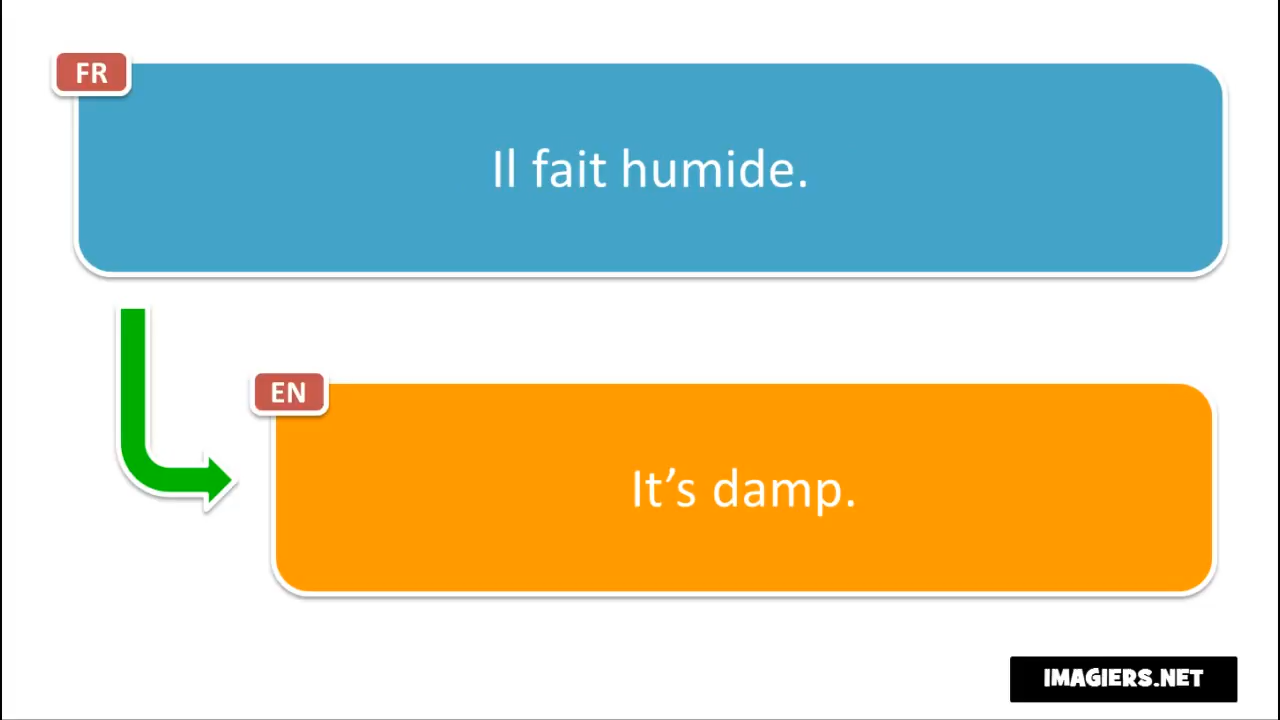 FR
Il fait humide.
EN
It’s damp.
IMAGIERS.NET